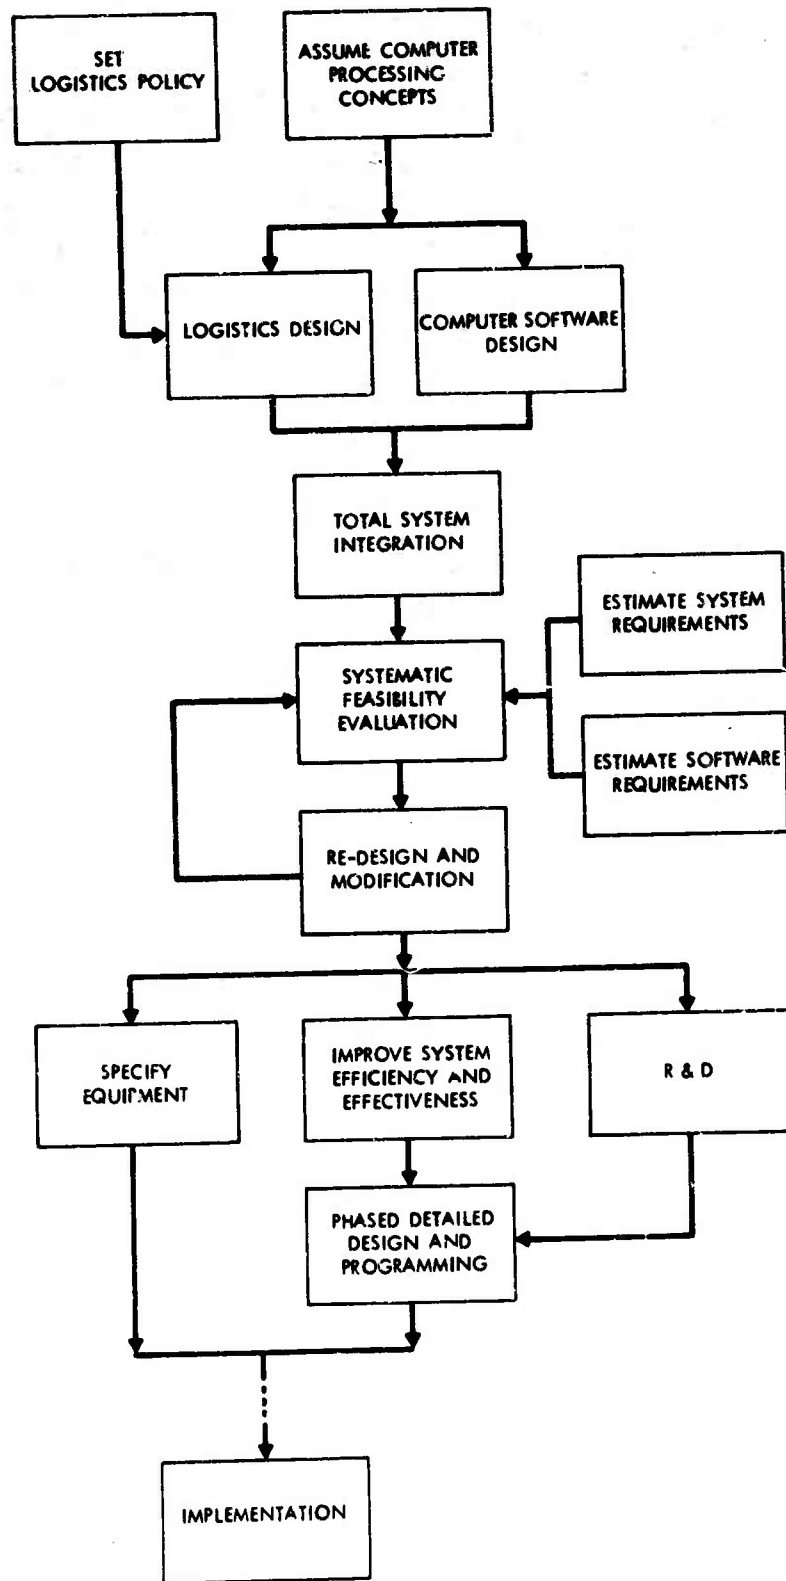 SET
LOGISTICS POLICY
ASSUME COMPUTER
PROCESSING
CONCEPTS
LOGISTICS DESIGN
COMPUTER SOFTWARE
DESIGN
TOTAL SYSTEM
INTEGRATION
ESTIMATE SYSTEM
REQUIREMENTS
SYSTEMATIC
FEASIBILITY
EVALUATION
ESTIMATE SOFTWARE
REQUIREMENTS
RE-DESIGN AND
MODIFICATION
SPECIFY
EQUIPMENT
IMPROVE SYSTEM
EFFICIENCY AND
EFFECTIVENESS
R & D
PHASED DETAILED
DESIGN AND
PROGRAMMING
IMPLEMENTATION